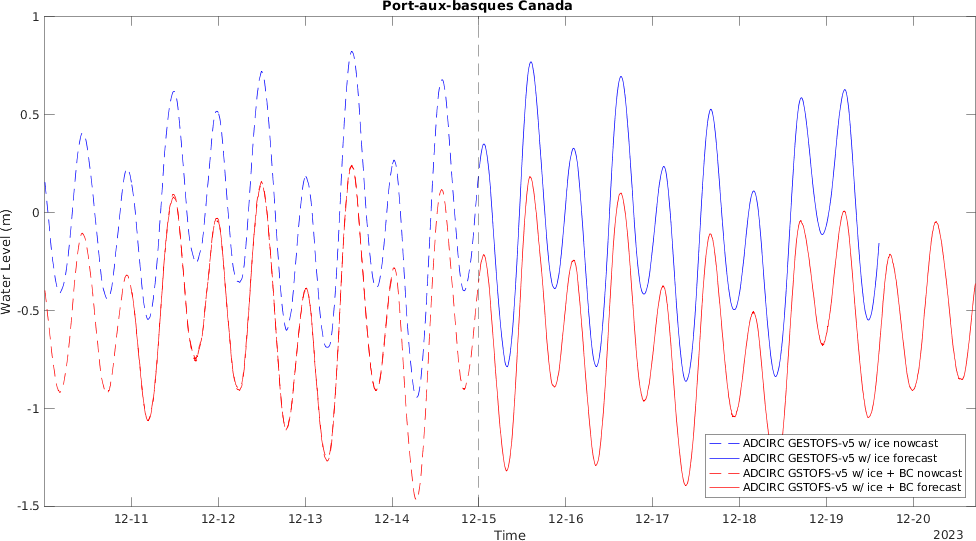 Port-aux-basques Canada
1
0.5
0
-0.5
-1
-1.5
Water Level (m)
ADCIRC GESTOFS-v5 w/ ice nowcast
ADCIRC GESTOFS-v5 w/ ice forecast
ADCIRC GSTOFS-v5 w/ ice + BC nowcast
ADCIRC GSTOFS-v5 w/ ice + BC forecast
12-11 12-12 12-13 12-14 12-15 12-16 12-17 12-18 12-19 12-20
Time
2023